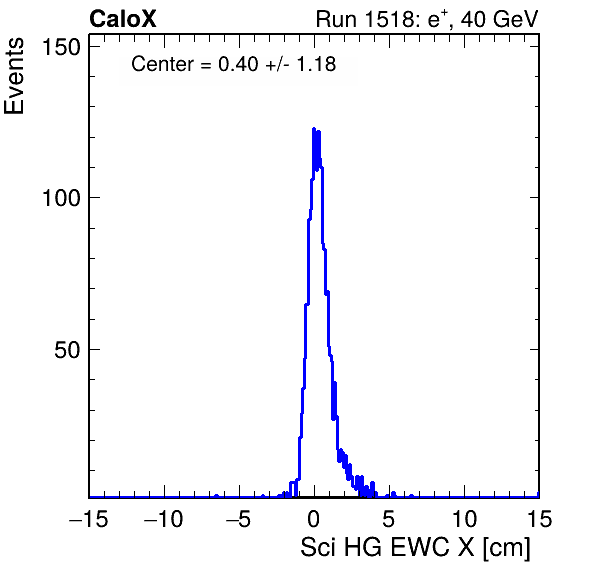 CaloX Run 1518: e⁺, 40 GeV
Events
Center = 0.40 +/- 1.18
150
100
50
−15 −10 −5 0 5 10 15
Sci HG EWC X [cm]